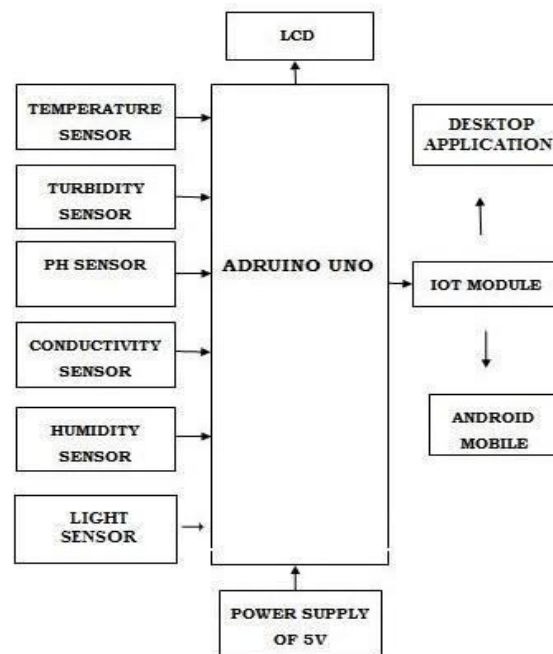 LCD
TEMPERATURE
SENSOR
TURBIDITY
SENSOR
PH SENSOR
CONDUCTIVITY
SENSOR
HUMIDITY
SENSOR
LIGHT
SENSOR
ADRUINO UNO
POWER SUPPLY
OF 5V
DESKTOP
APPLICATION
IOT MODULE
ANDROID
MOBILE